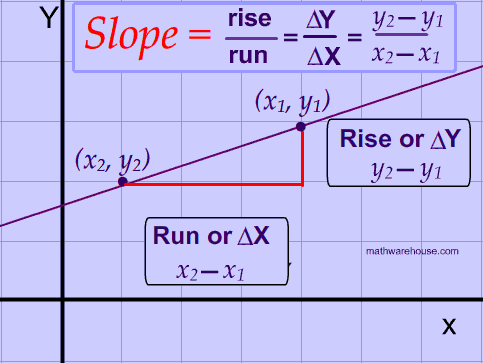 Y
Slope = rise/run = ΔY/ΔX = y₂ – y₁/x₂ – x₁
(x₁, y₁)
(x₂, y₂)
Rise or ΔY
y₂ – y₁
Run or ΔX
x₂ – x₁
mathwarehouse.com
X